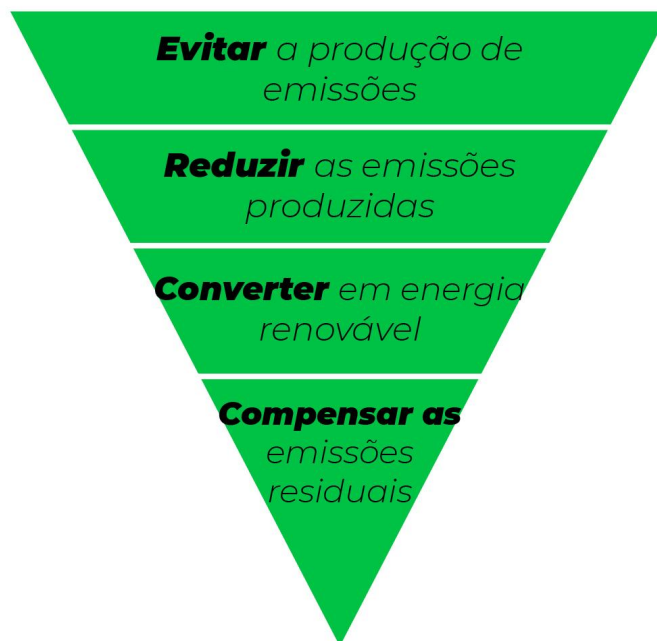 Evitar a produção de
emissões
Reduzir as emissões
produzidas
Converter em energia
renovável
Compensar as
emissões
residuais